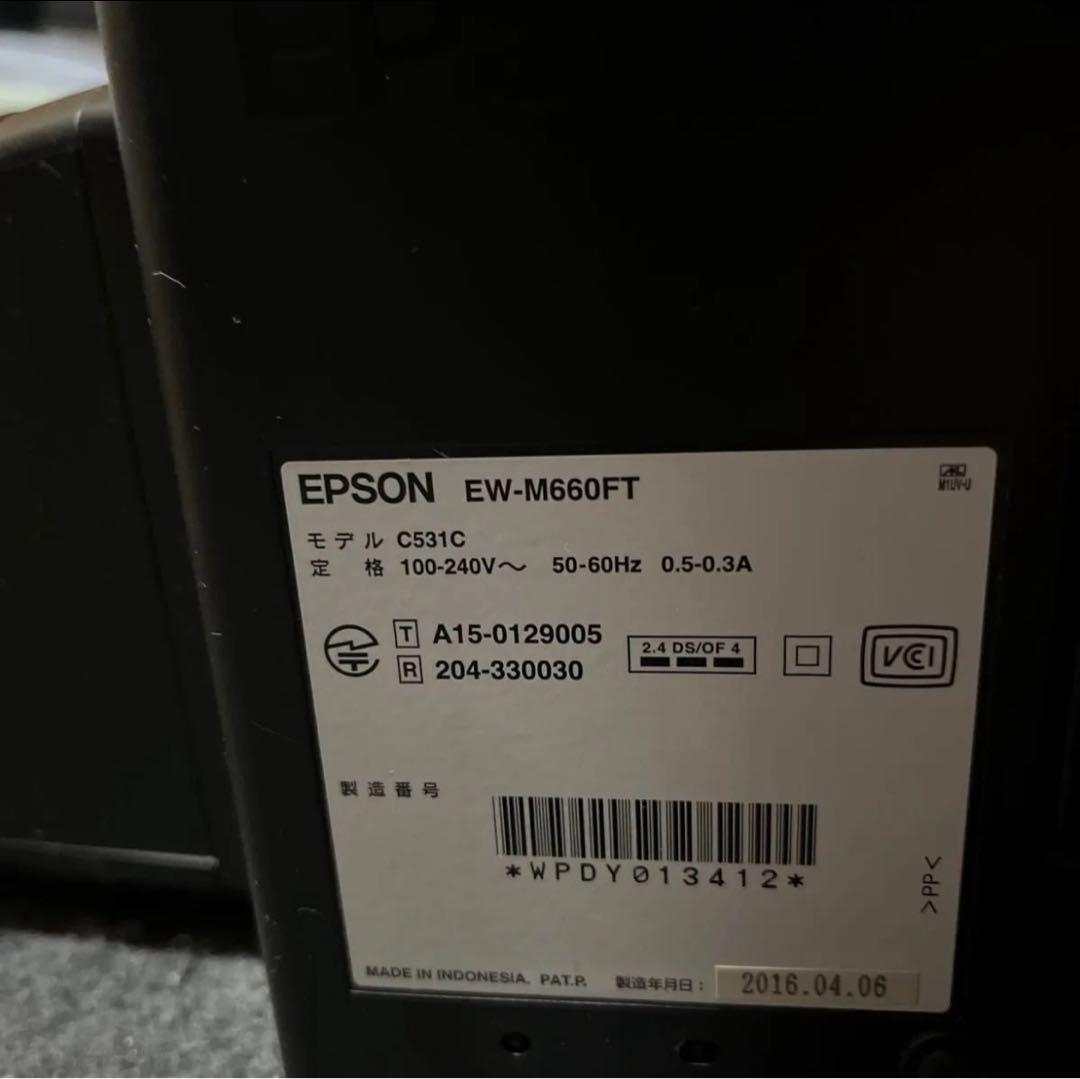 EPSON EW-M660FT
M1UV-U
モデル C531C
定 格 100-240V～ 50-60Hz 0.5-0.3A
T A15-0129005
R 204-330030
2.4 DS/OF 4
VCCI
製造番号
*WPDY013412*
>PP<
MADE IN INDONESIA. PAT.P. 製造年月日： 2016.04.06